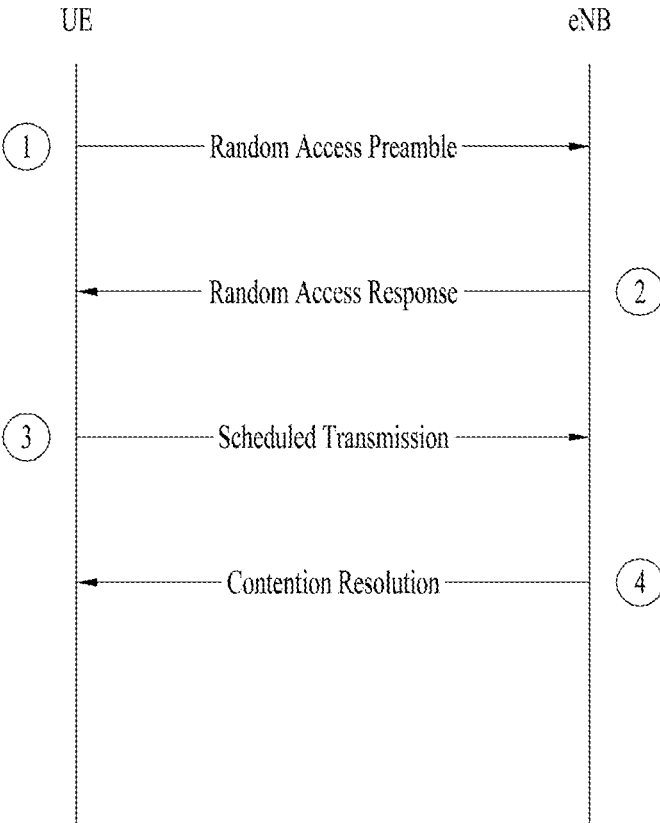 UE eNB
1 Random Access Preamble
Random Access Response 2
3 Scheduled Transmission
Contention Resolution 4